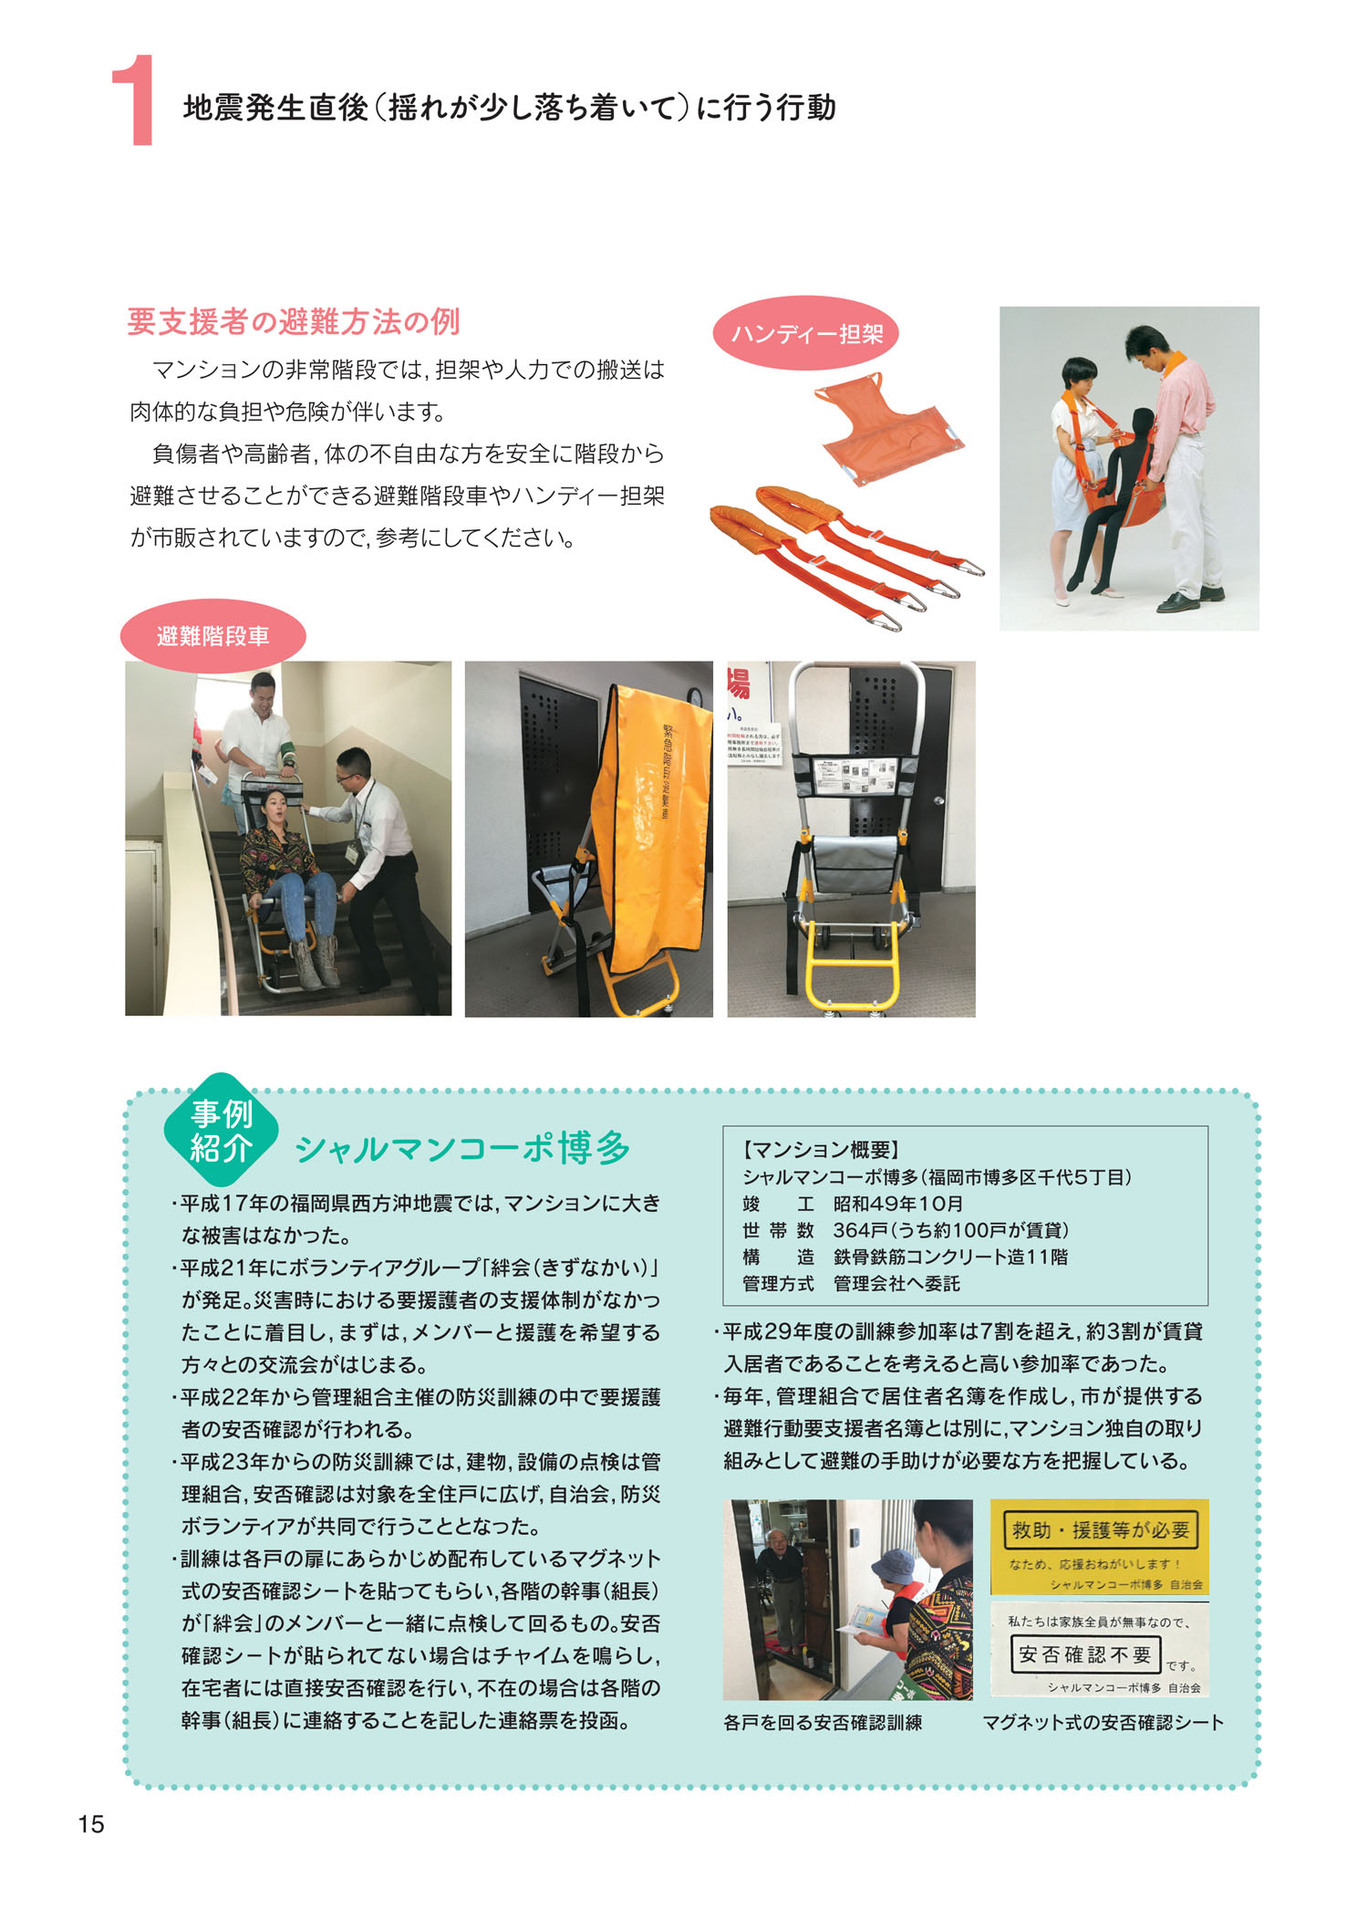 1
地震発生直後（揺れが少し落ち着いて）に行う行動
要支援者の避難方法の例
マンションの非常階段では，担架や人力での搬送は
肉体的な負担や危険が伴います。
負傷者や高齢者，体の不自由な方を安全に階段から
避難させることができる避難階段車やハンディー担架
が市販されていますので，参考にしてください。
ハンディー担架
避難階段車
場
い。
事例
紹介
シャルマンコーポ博多
・平成17年の福岡県西方沖地震では，マンションに大き
な被害はなかった。
・平成21年にボランティアグループ「絆会（きずなかい）」
が発足。災害時における要援護者の支援体制がなかっ
たことに着目し，まずは，メンバーと援護を希望する
方々との交流会がはじまる。
・平成22年から管理組合主催の防災訓練の中で要援護
者の安否確認が行われる。
・平成23年からの防災訓練では，建物，設備の点検は管
理組合，安否確認は対象を全住戸に広げ，自治会，防災
ボランティアが共同で行うこととなった。
・訓練は各戸の扉にあらかじめ配布しているマグネット
式の安否確認シートを貼ってもらい，各階の幹事（組長）
が「絆会」のメンバーと一緒に点検して回るもの。安否
確認シートが貼られてない場合はチャイムを鳴らし，
在宅者には直接安否確認を行い，不在の場合は各階の
幹事（組長）に連絡することを記した連絡票を投函。
【マンション概要】
シャルマンコーポ博多（福岡市博多区千代5丁目）
竣　　工　昭和49年10月
世 帯 数　364戸（うち約100戸が賃貸）
構　　造　鉄骨鉄筋コンクリート造11階
管理方式　管理会社へ委託
・平成29年度の訓練参加率は7割を超え，約3割が賃貸
入居者であることを考えると高い参加率であった。
・毎年，管理組合で居住者名簿を作成し，市が提供する
避難行動要支援者名簿とは別に，マンション独自の取り
組みとして避難の手助けが必要な方を把握している。
救助・援護等が必要
なため、応援おねがいします！
シャルマンコーポ博多 自治会
私たちは家族全員が無事なので、
安否確認不要
です。
シャルマンコーポ博多 自治会
各戸を回る安否確認訓練
マグネット式の安否確認シート
15